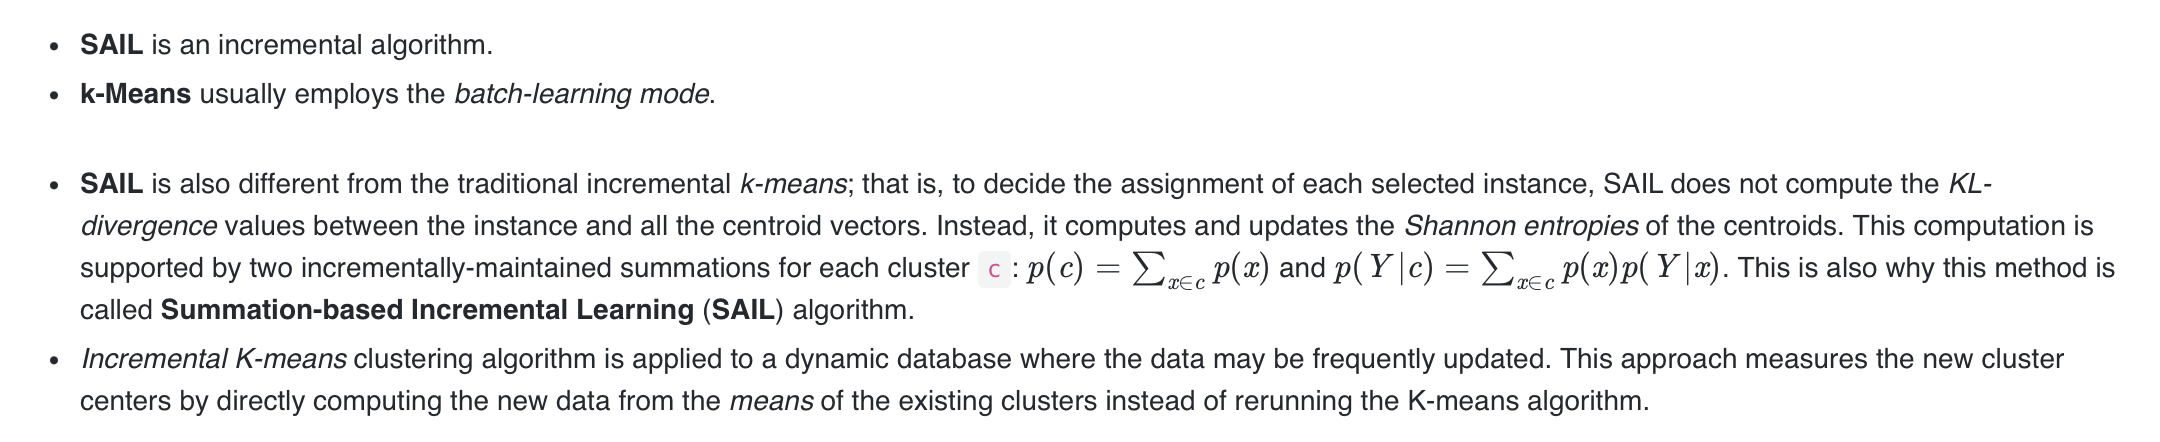 • SAIL is an incremental algorithm.
• k-Means usually employs the batch-learning mode.
• SAIL is also different from the traditional incremental k-means; that is, to decide the assignment of each selected instance, SAIL does not compute the KL-
divergence values between the instance and all the centroid vectors. Instead, it computes and updates the Shannon entropies of the centroids. This computation is
supported by two incrementally-maintained summations for each cluster c : p(c) = ∑_{x∈c} p(x) and p(Y|c) = ∑_{x∈c} p(x)p(Y|x). This is also why this method is
called Summation-based Incremental Learning (SAIL) algorithm.
• Incremental K-means clustering algorithm is applied to a dynamic database where the data may be frequently updated. This approach measures the new cluster
centers by directly computing the new data from the means of the existing clusters instead of rerunning the K-means algorithm.